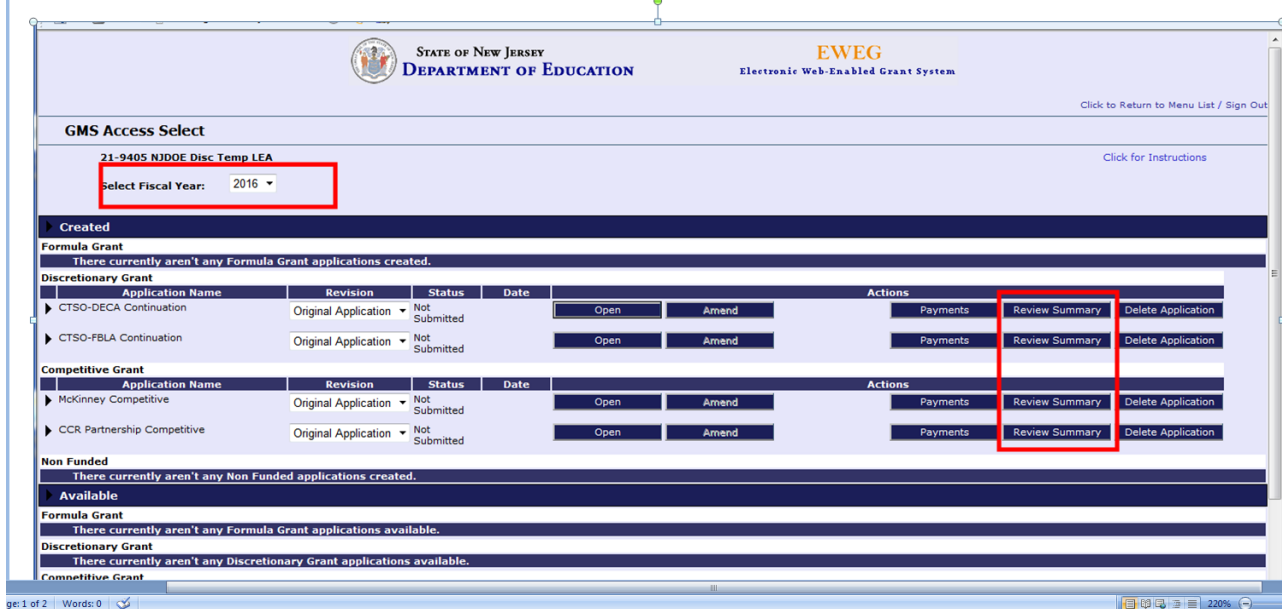 STATE OF NEW JERSEY
DEPARTMENT OF EDUCATION
EWEG
Electronic Web-Enabled Grant System
Click to Return to Menu List / Sign Out
GMS Access Select
21-9405 NJDOE Disc Temp LEA
Click for Instructions
Select Fiscal Year: 2016
Created
Formula Grant
There currently aren't any Formula Grant applications created.
Discretionary Grant
Application Name Revision Status Date Actions
CTSO-DECA Continuation Original Application Not Submitted Open Amend Payments Review Summary Delete Application
CTSO-FBLA Continuation Original Application Not Submitted Open Amend Payments Review Summary Delete Application
Competitive Grant
Application Name Revision Status Date Actions
McKinney Competitive Original Application Not Submitted Open Amend Payments Review Summary Delete Application
CCR Partnership Competitive Original Application Not Submitted Open Amend Payments Review Summary Delete Application
Non Funded
There currently aren't any Non Funded applications created.
Available
Formula Grant
There currently aren't any Formula Grant applications available.
Discretionary Grant
There currently aren't any Discretionary Grant applications available.
Competitive Grant
ge: 1 of 2 Words: 0 220%